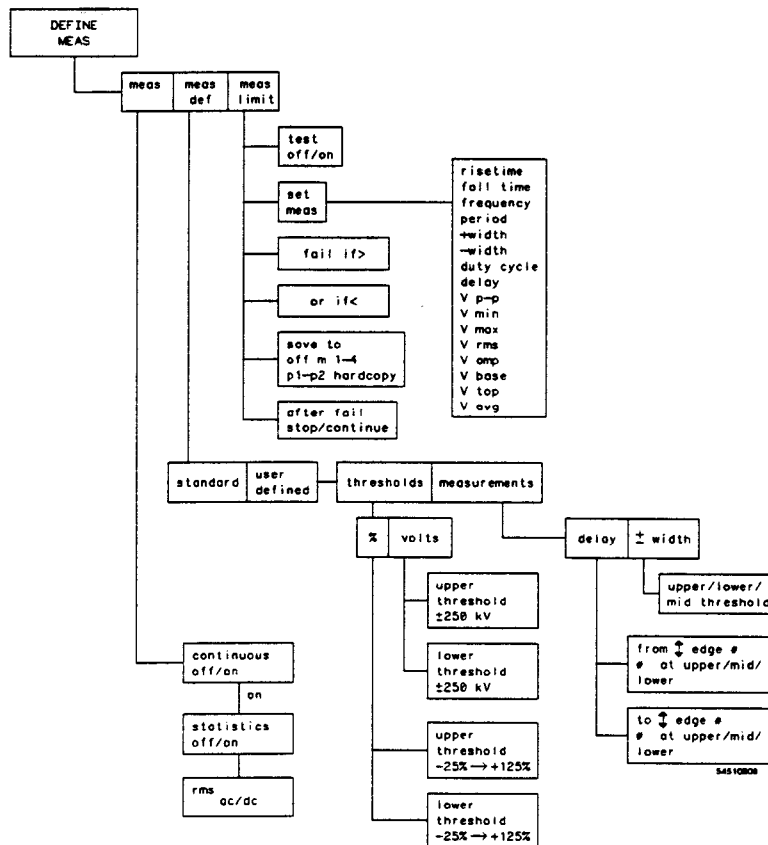 DEFINE
MEAS
meas
meas
def
meas
limit
test
off/on
set
meas
risetime
fall time
frequency
period
+width
-width
duty cycle
delay
V p-p
V min
V max
V rms
V amp
V base
V top
V avg
fail if>
or if<
save to
off m 1-4
p1-p2 hardcopy
after fail
stop/continue
standard
user
defined
thresholds
measurements
%
volts
delay
± width
upper
threshold
±250 kV
lower
threshold
±250 kV
upper
threshold
-25% → +125%
lower
threshold
-25% → +125%
upper/lower/
mid threshold
from ↕ edge #
# at upper/mid/
lower
to ↕ edge #
# at upper/mid/
lower
continuous
off/on
on
statistics
off/on
rms
ac/dc
54510B08